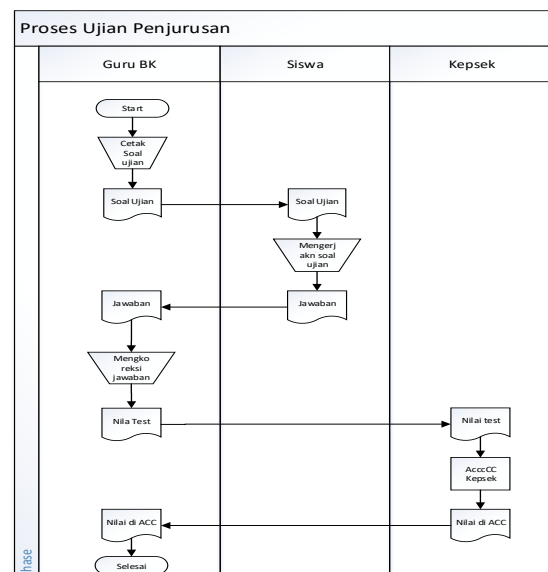 Proses Ujian Penjurusan
Guru BK
Siswa
Kepsek
Start
Cetak
Soal
ujian
Soal Ujian
Soal Ujian
Mengerj
akn soal
ujian
Jawaban
Jawaban
Mengko
reksi
jawaban
Nila Test
Nilai test
AcccCC
Kepsek
Nilai di ACC
Nilai di ACC
Selesai
hase